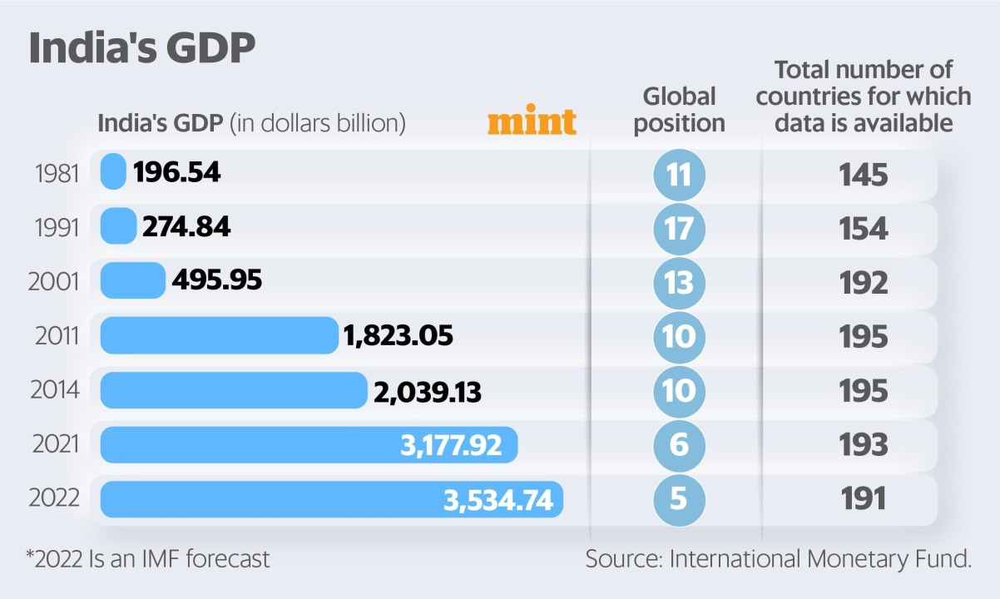 India's GDP
India's GDP (in dollars billion)
mint
Global
position
Total number of
countries for which
data is available
1981 196.54 11 145
1991 274.84 17 154
2001 495.95 13 192
2011 1,823.05 10 195
2014 2,039.13 10 195
2021 3,177.92 6 193
2022 3,534.74 5 191
*2022 Is an IMF forecast
Source: International Monetary Fund.